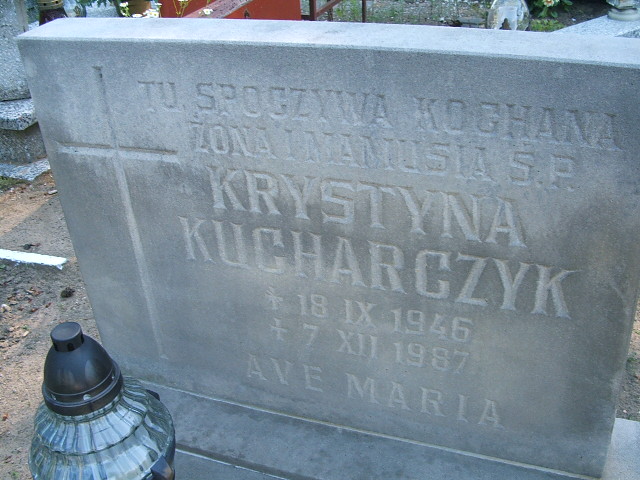 TU SPOCZYWA KOCHANA
ŻONA I MAMUSIA Ś.P.
KRYSTYNA
KUCHARCZYK
18 IX 1946
7 XII 1987
AVE MARIA